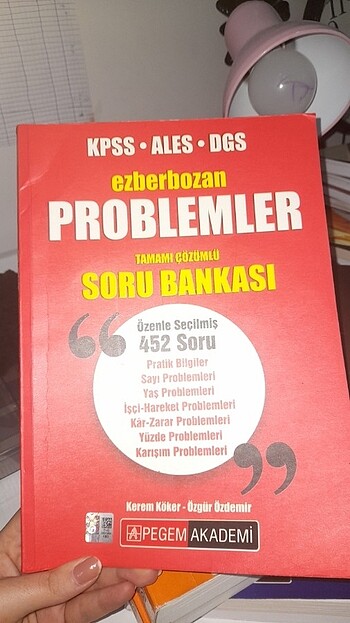 KPSS • ALES • DGS
ezberbozan
PROBLEMLER
TAMAMI ÇÖZÜMLÜ
SORU BANKASI
Özenle Seçilmiş
452 Soru
Pratik Bilgiler
Sayı Problemleri
Yaş Problemleri
İşçi-Hareket Problemleri
Kâr-Zarar Problemleri
Yüzde Problemleri
Karışım Problemleri
Kerem Köker - Özgür Özdemir
PEGEM AKADEMİ